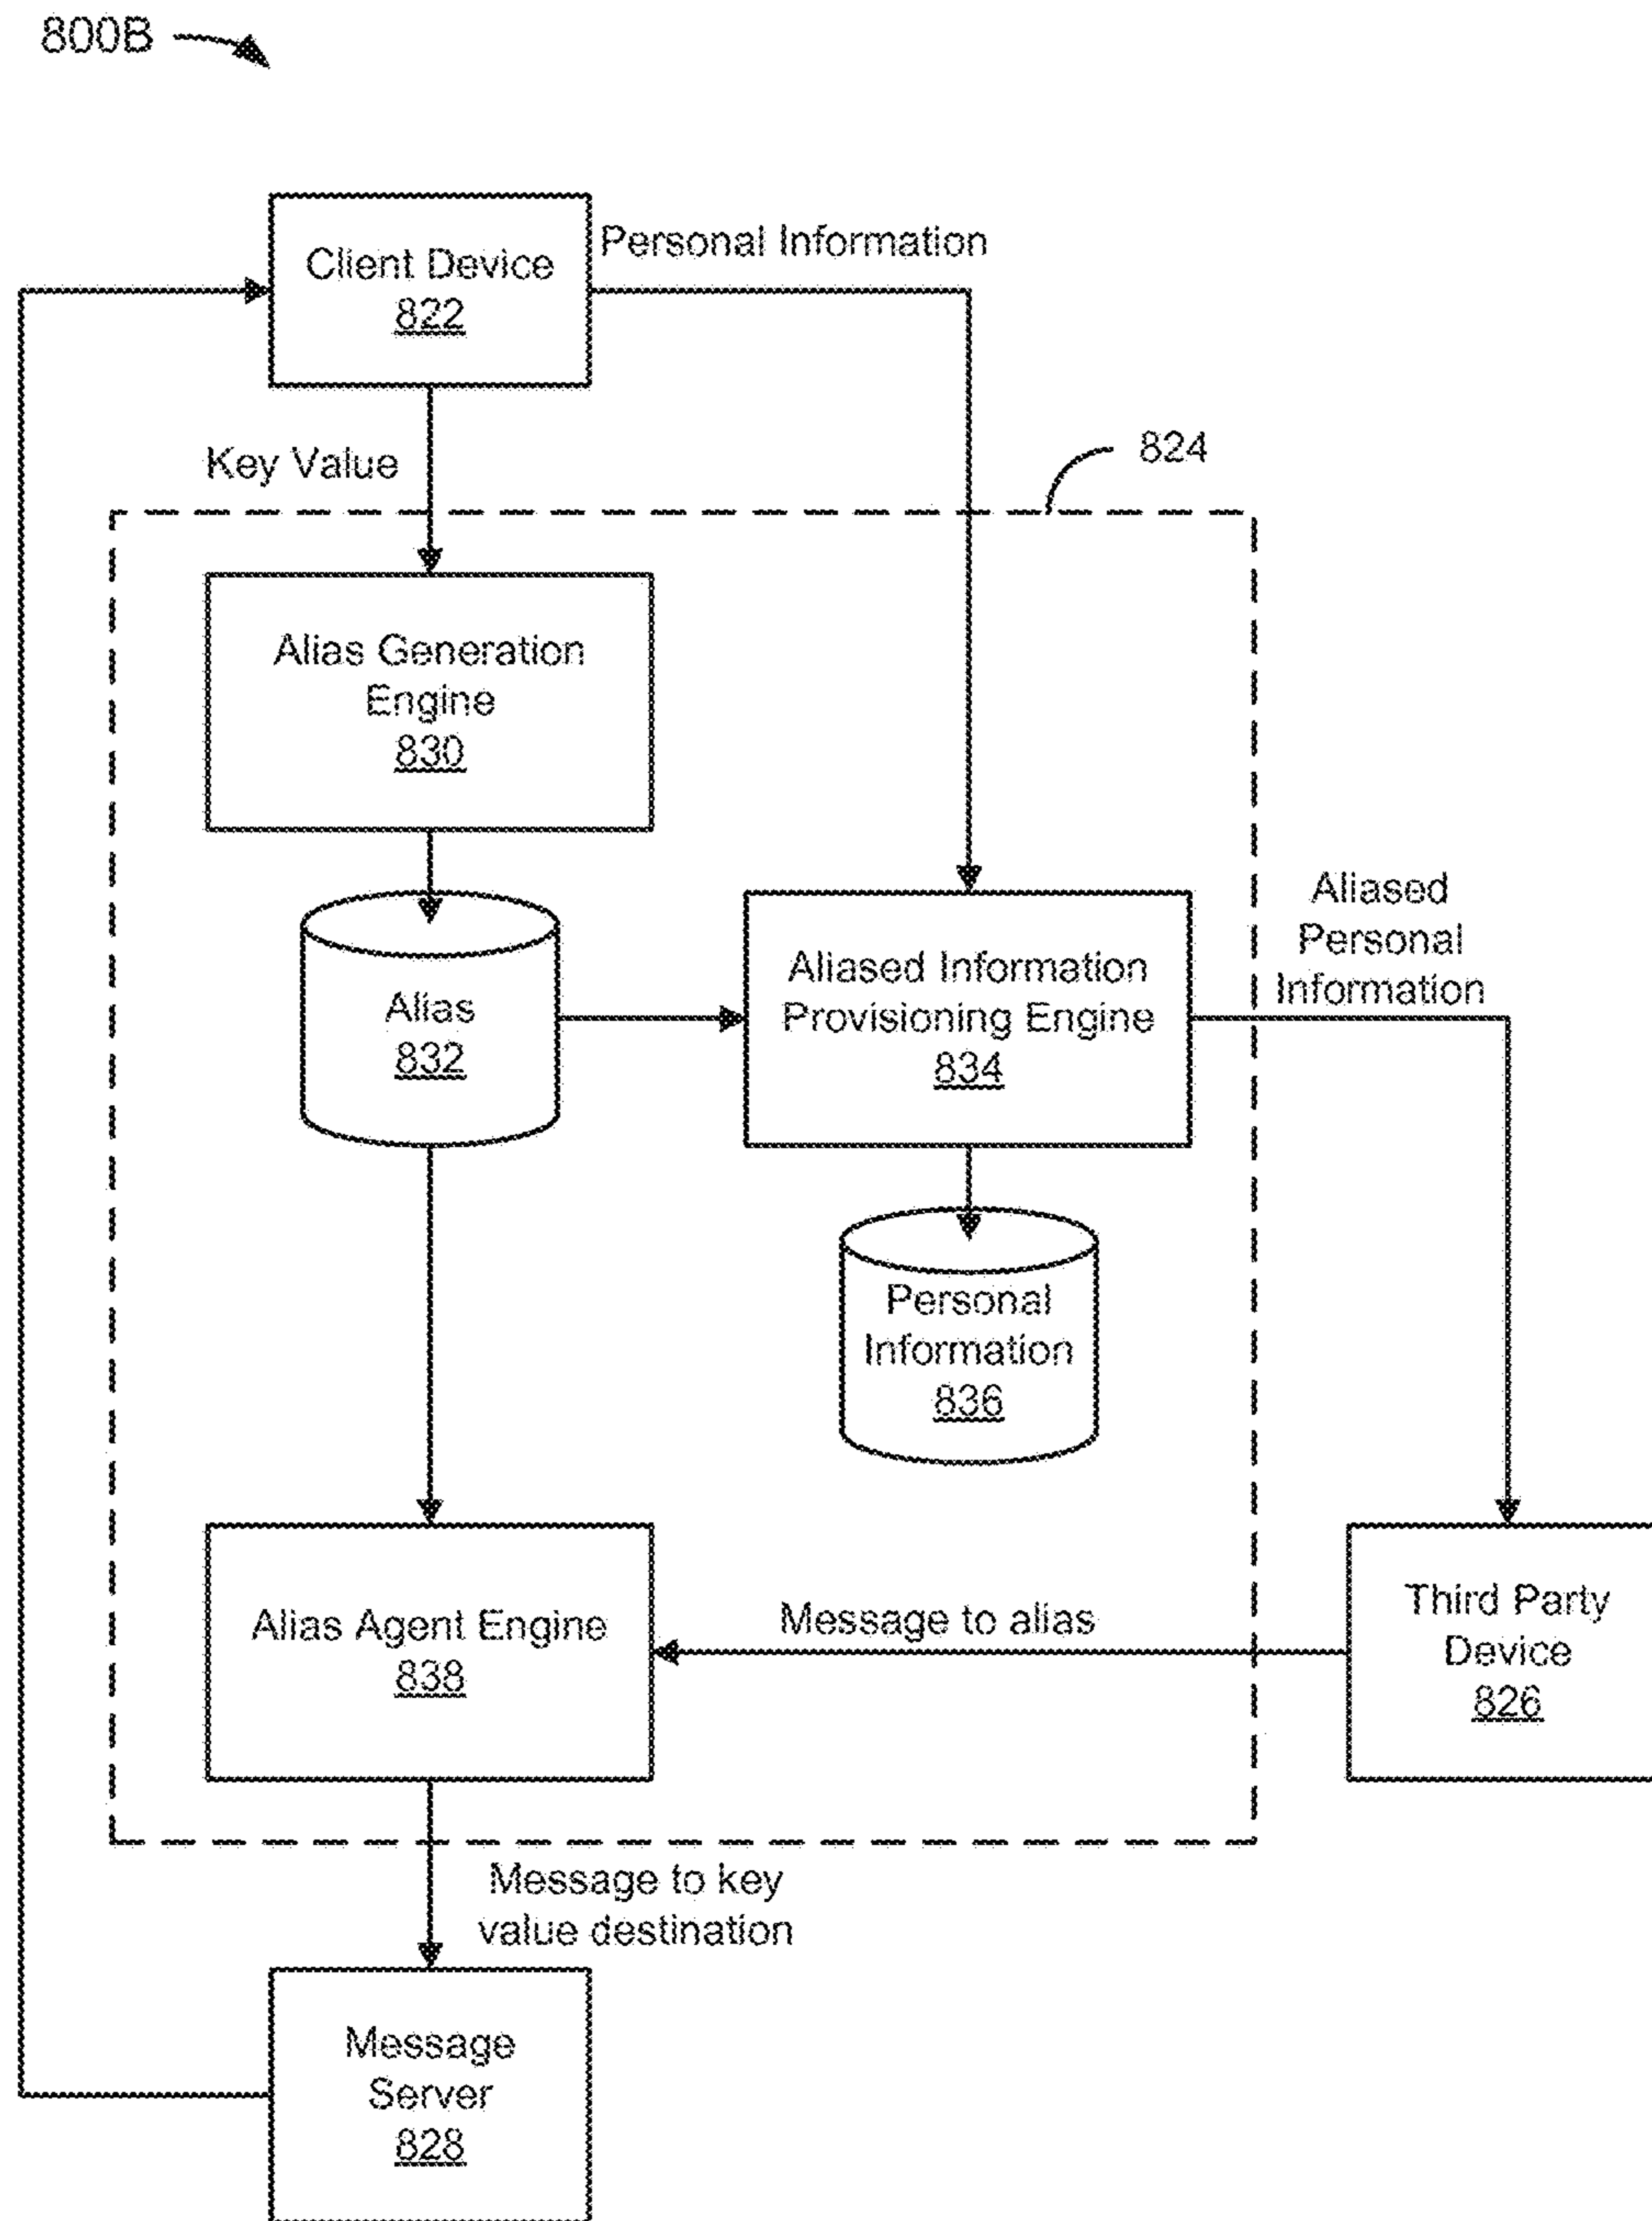 800B
Client Device
822
Personal Information
Key Value
824
Alias Generation
Engine
830
Alias
832
Aliased Information
Provisioning Engine
834
Aliased
Personal
Information
Personal
Information
836
Alias Agent Engine
838
Message to alias
Third Party
Device
826
Message to key
value destination
Message
Server
828